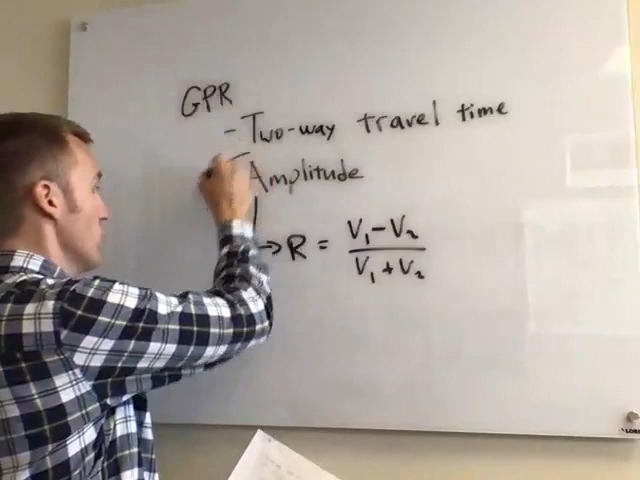 GPR
- Two-way travel time
- Amplitude
→ R = V₁ - V₂
V₁ + V₂